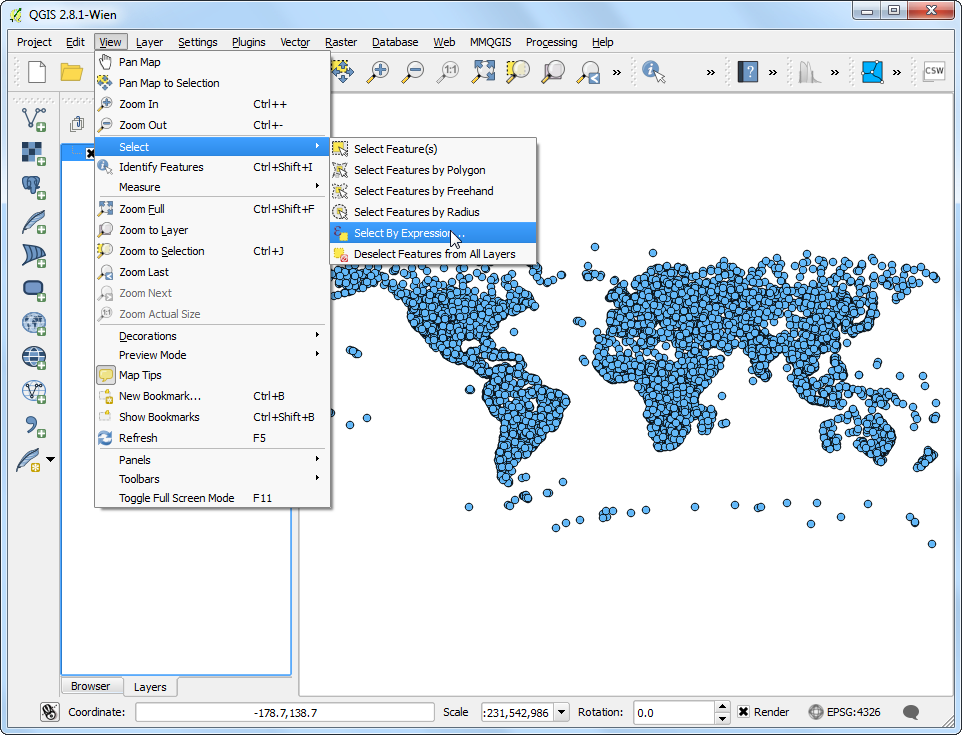 QGIS 2.8.1-Wien
Project Edit View Layer Settings Plugins Vector Raster Database Web MMQGIS Processing Help
1:1 » » ? » » » CSW
Pan Map
Pan Map to Selection
Zoom In Ctrl++
Zoom Out Ctrl+-
Select
Identify Features Ctrl+Shift+I
Measure
Zoom Full Ctrl+Shift+F
Zoom to Layer
Zoom to Selection Ctrl+J
Zoom Last
Zoom Next
Zoom Actual Size
Decorations
Preview Mode
Map Tips
New Bookmark... Ctrl+B
Show Bookmarks Ctrl+Shift+B
Refresh F5
Panels
Toolbars
Toggle Full Screen Mode F11
Select Feature(s)
Select Features by Polygon
Select Features by Freehand
Select Features by Radius
Select By Expression...
Deselect Features from All Layers
Browser Layers
Coordinate: -178.7,138.7 Scale :231,542,986 Rotation: 0.0 Render EPSG:4326